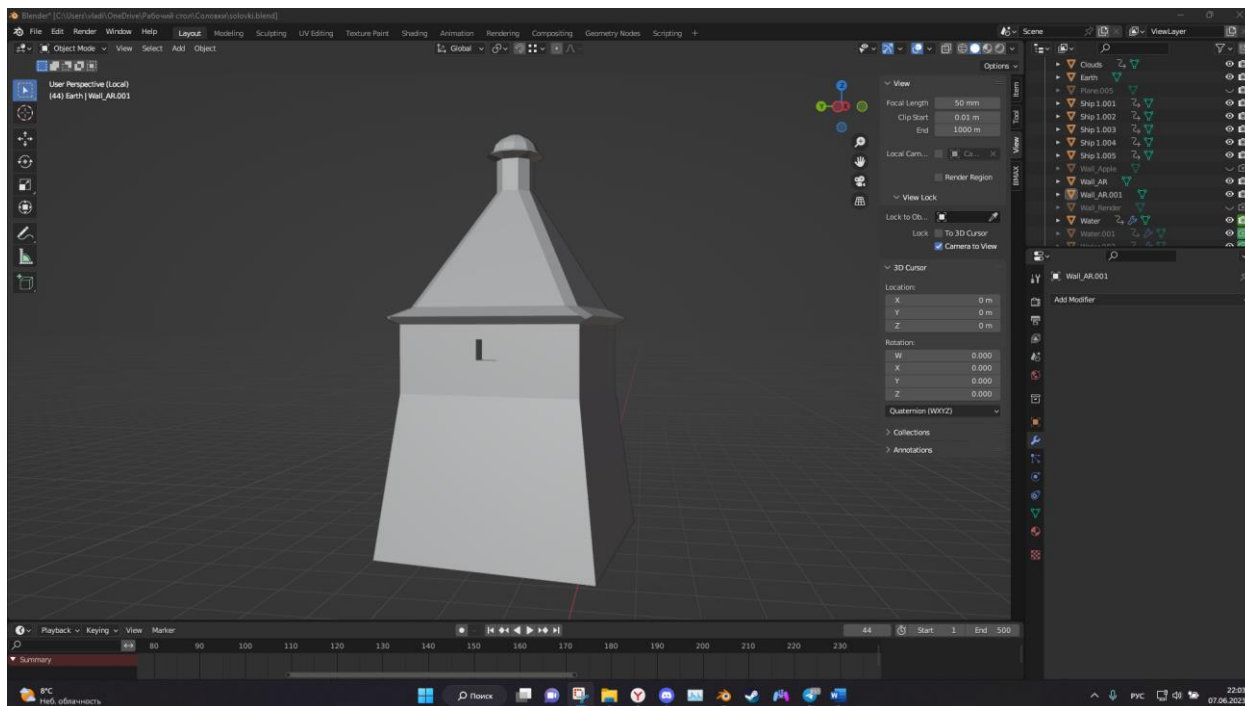 Blender* [C:\Users\vladi\OneDrive\Рабочий стол\Соловки\solovki.blend]
File Edit Render Window Help Layout Modeling Sculpting UV Editing Texture Paint Shading Animation Rendering Compositing Geometry Nodes Scripting + Scene ViewLayer
Object Mode View Select Add Object Global
Options
User Perspective (Local)
(44) Earth | Wall_AR.001
View
Focal Length 50 mm
Clip Start 0.01 m
End 1000 m
Local Cam... Ca...
Render Region
View Lock
Lock to Ob...
Lock To 3D Cursor
Camera to View
3D Cursor
Location:
X 0 m
Y 0 m
Z 0 m
Rotation:
W 0.000
X 0.000
Y 0.000
Z 0.000
Quaternion (WXYZ)
Collections
Annotations
Item
Tool
View
BMAX
Clouds
Earth
Plane.005
Ship 1.001
Ship 1.002
Ship 1.003
Ship 1.004
Ship 1.005
Wall_Apple
Wall_AR
Wall_AR.001
Wall_Render
Water
Water.001
Wall_AR.001
Add Modifier
Playback Keying View Marker 44 Start 1 End 500
80 90 100 110 120 130 140 150 160 170 180 190 200 210 220 230
Summary
8°C
Неб. облачность
Поиск
РУС
22:03
07.06.2023